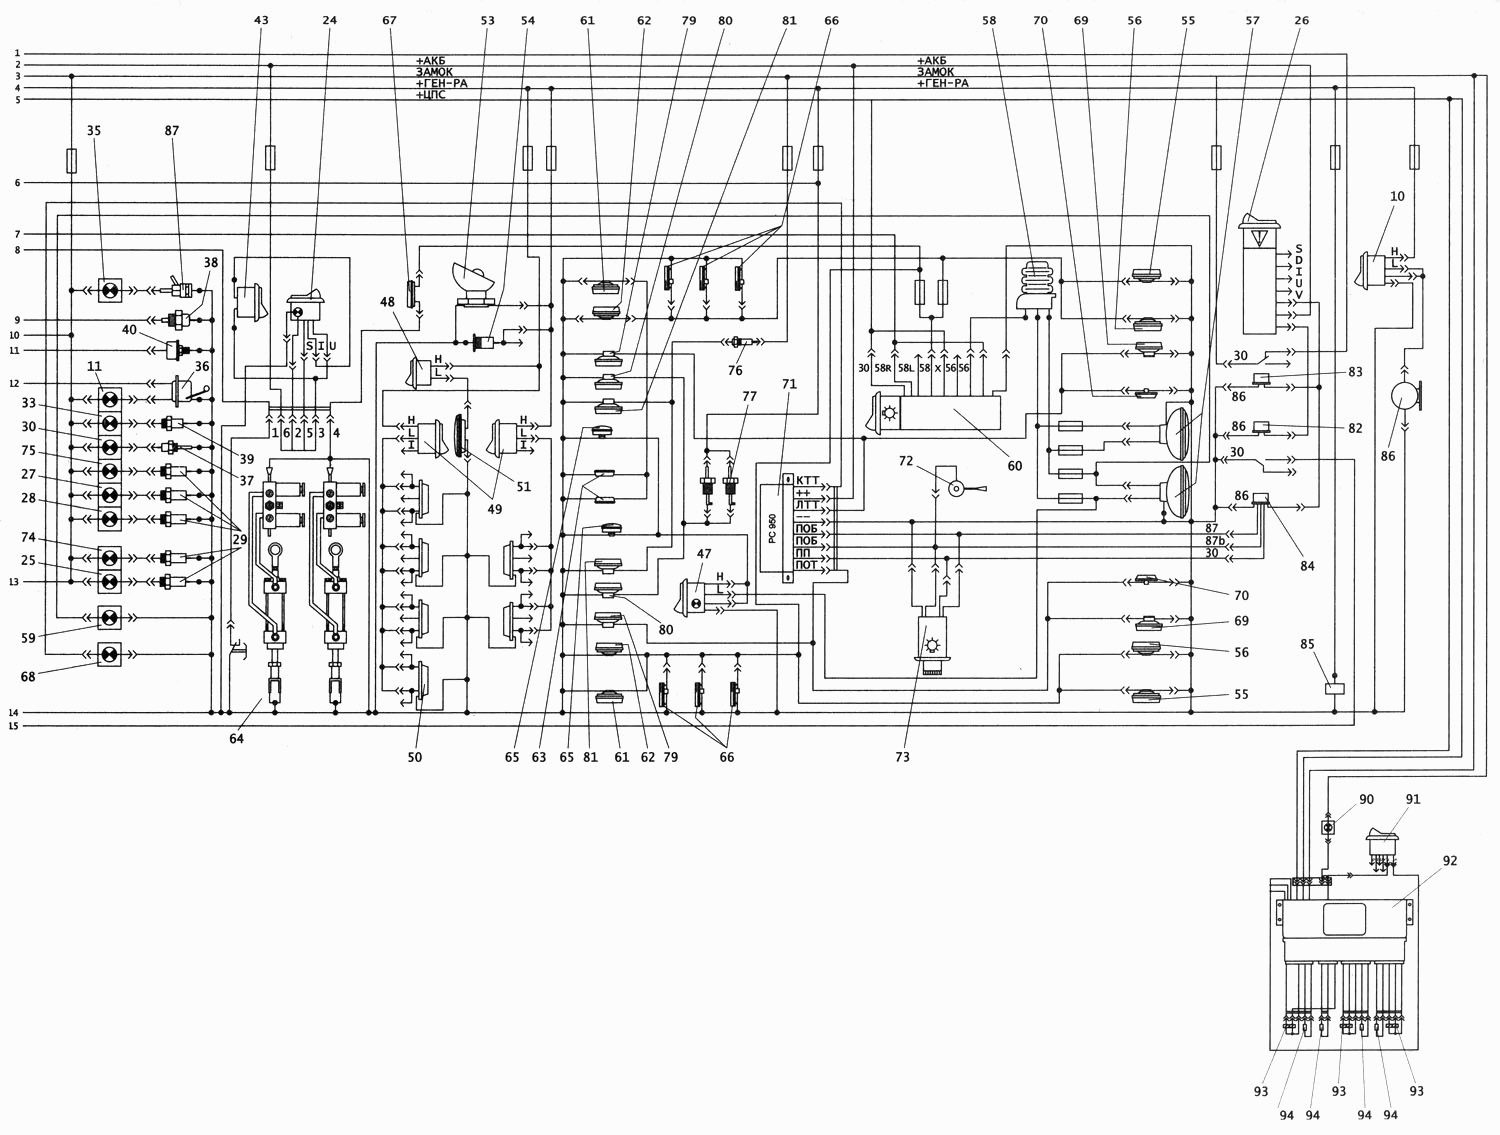 43 24 67 53 54 61 62 79 80 81 66 58 70 69 56 55 57 26
1
2 +АКБ +АКБ
3 ЗАМОК ЗАМОК
4 +ГЕН-РА +ГЕН-РА
5 +ЦПС
35 87
6
10
7
8
S
D
I
U
V
H
L
38
9
48
40
10
11
S I U
H
L
76
30
11 36
12
33
30
75
27
28
74
25
13
59
68
39
37
29
1 6 2 5 3 4
H
L
I
51
H
L
I
49
71
77
30 58R 58L 58 X 56 56
60
72
83
86
86 82
30
86
84
86
КТТ
++
ЛТТ
--
ПОБ
ПОБ
ПП
ПОТ
PC 950
87
87b
30
47
H
L
80
70
69
56
55
85
14
15
64
50 65 63 65 81 61 62 79 66 73
90 91
92
93 93 93
94 94 94 94